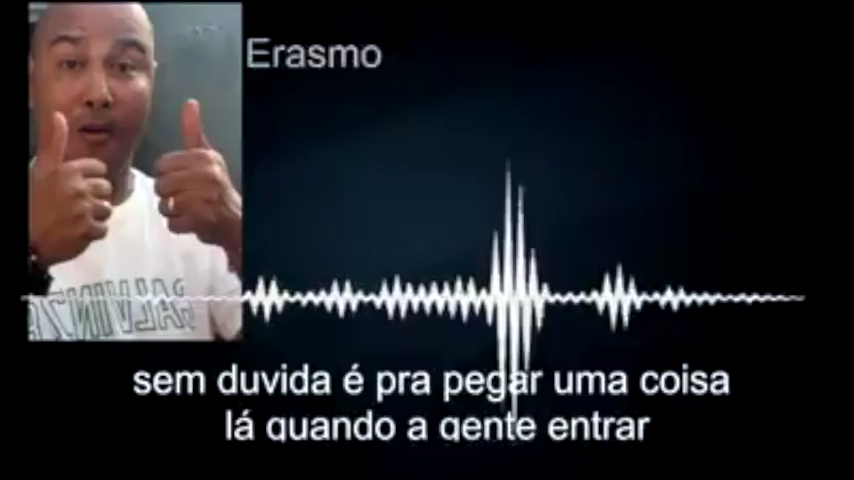 Erasmo
sem duvida é pra pegar uma coisa
lá quando a gente entrar